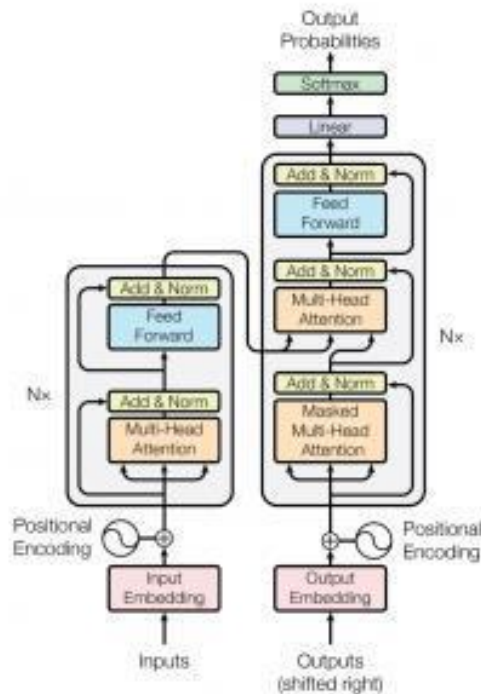 Output
Probabilities
Softmax
Linear
Add & Norm
Feed
Forward
Add & Norm
Multi-Head
Attention
Add & Norm
Masked
Multi-Head
Attention
Nx
Positional
Encoding
Output
Embedding
Outputs
(shifted right)
Add & Norm
Feed
Forward
Add & Norm
Multi-Head
Attention
Nx
Positional
Encoding
Input
Embedding
Inputs